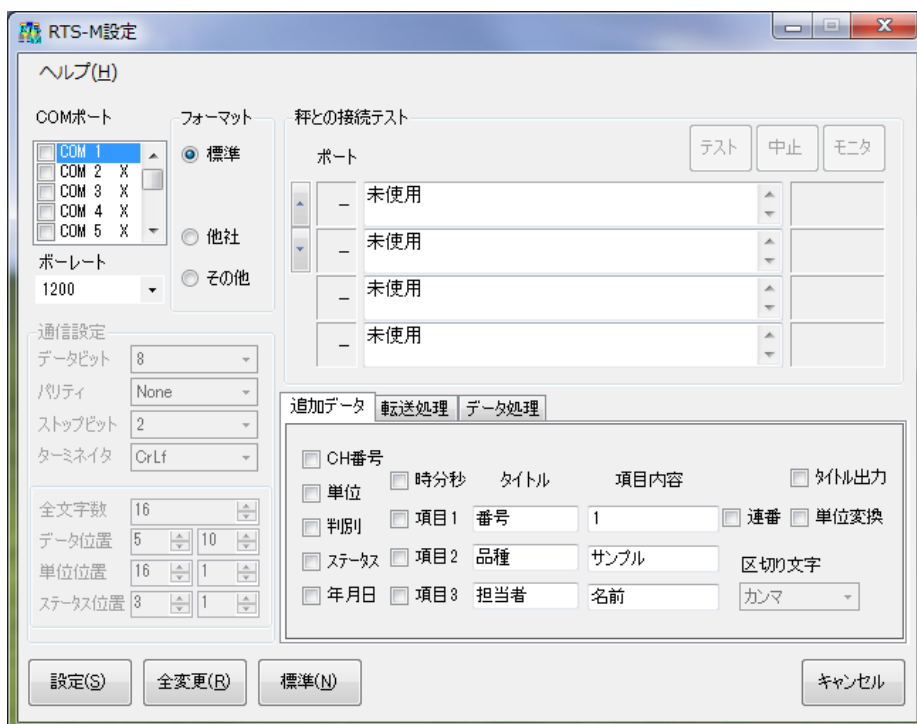 RTS-M設定
ヘルプ(H)
COMポート
COM 1
COM 2 X
COM 3 X
COM 4 X
COM 5 X
ボーレート
1200
フォーマット
標準
他社
その他
秤との接続テスト
ポート
テスト 中止 モニタ
– 未使用
– 未使用
– 未使用
– 未使用
通信設定
データビット 8
パリティ None
ストップビット 2
ターミネイタ CrLf
全文字数 16
データ位置 5 10
単位位置 16 1
ステータス位置 3 1
追加データ 転送処理 データ処理
CH番号
単位
判別
ステータス
年月日
時分秒 タイトル 項目内容 タイトル出力
項目1 番号 1 連番 単位変換
項目2 品種 サンプル 区切り文字
項目3 担当者 名前 カンマ
設定(S) 全変更(R) 標準(N) キャンセル